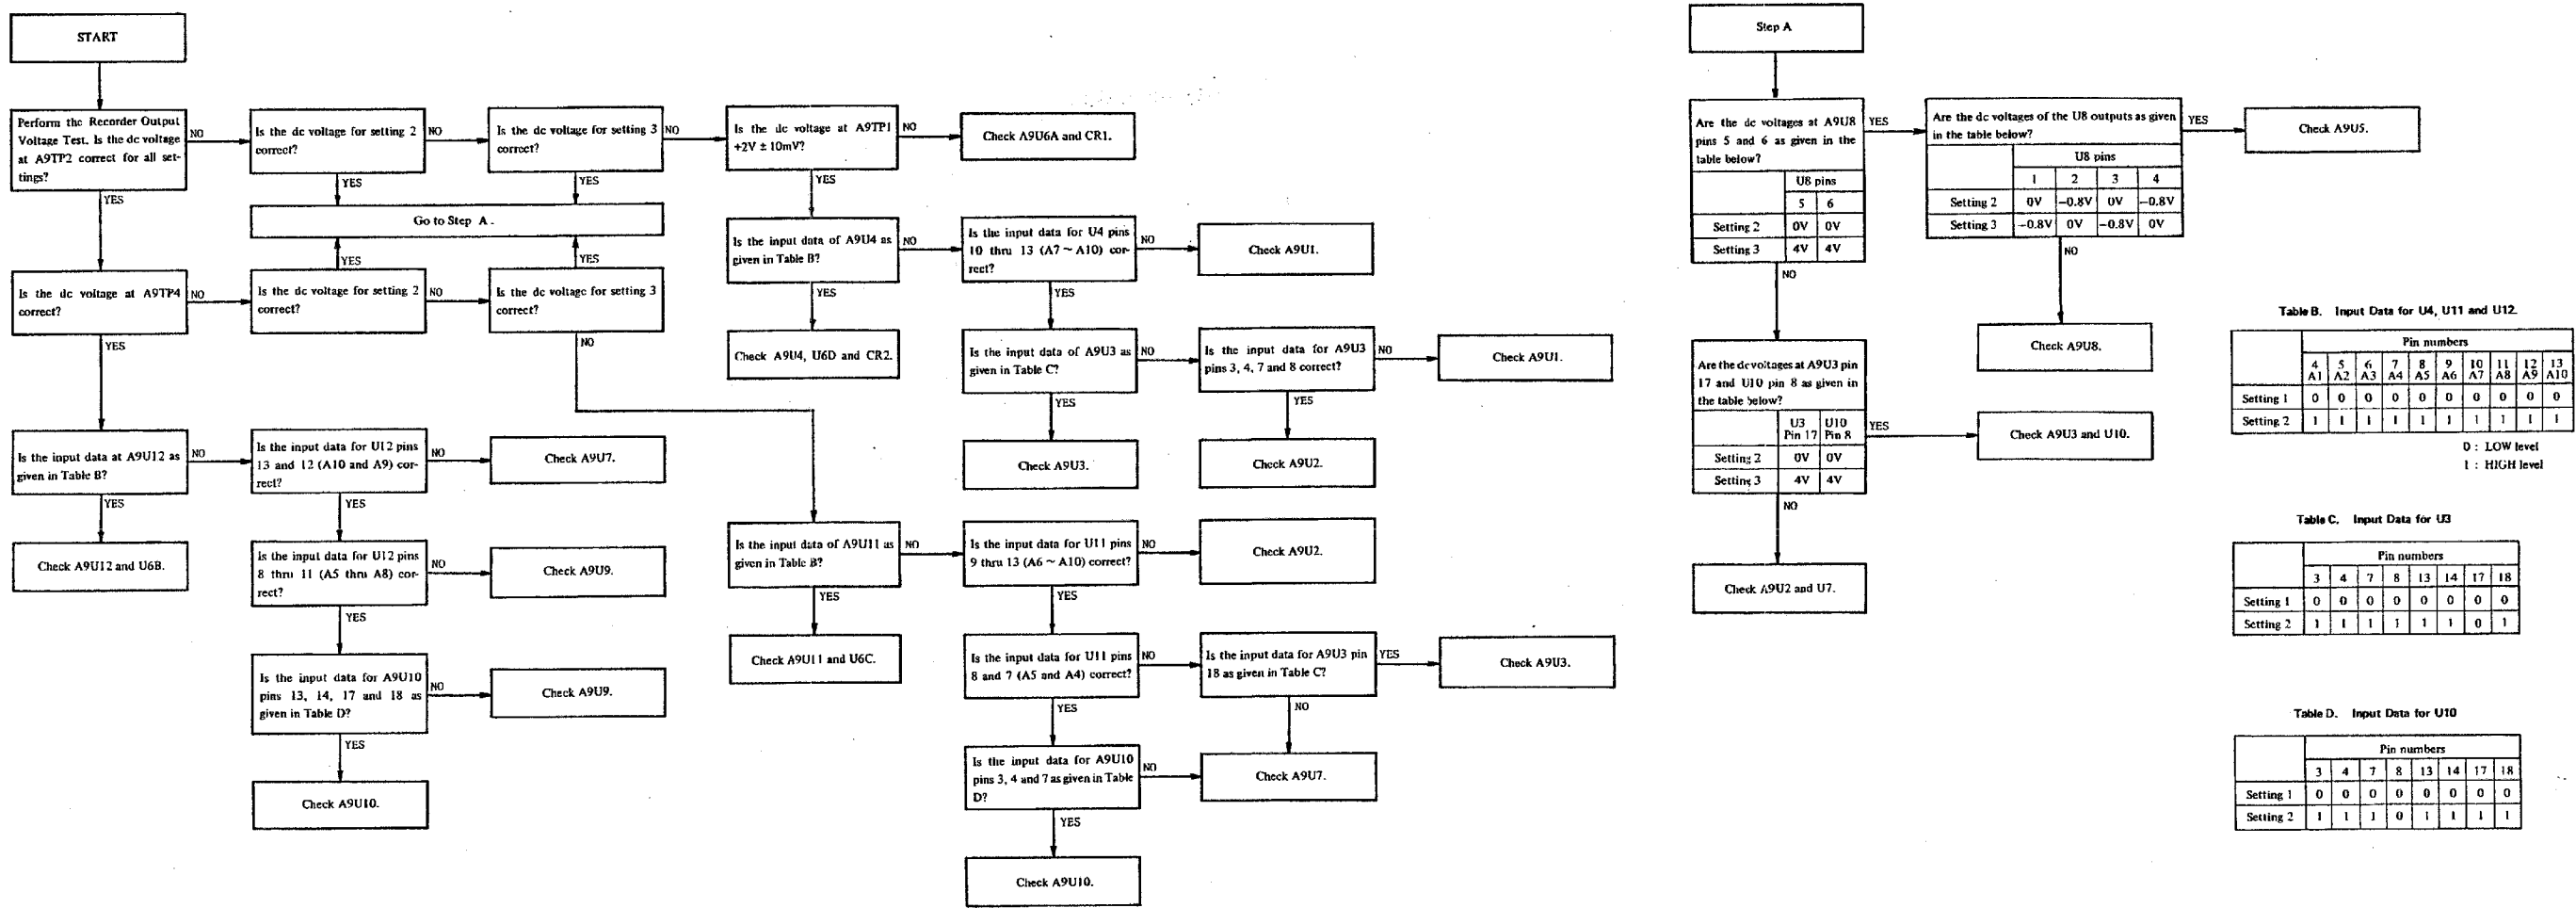 START
Perform the Recorder Output
Voltage Test. Is the dc voltage
at A9TP2 correct for all set-
tings?
NO
YES
Is the dc voltage for setting 2
correct?
NO
YES
Is the dc voltage for setting 3
correct?
NO
YES
Is the dc voltage at A9TP1
+2V ± 10mV?
NO
YES
Check A9U6A and CR1.
Go to Step A .
Is the input data of A9U4 as
given in Table B?
NO
YES
Is the input data for U4 pins
10 thru 13 (A7 ~ A10) cor-
rect?
NO
YES
Check A9U1.
Is the dc voltage at A9TP4
correct?
NO
YES
YES
Is the dc voltage for setting 2
correct?
NO
YES
Is the dc voltage for setting 3
correct?
NO
Check A9U4, U6D and CR2.
Is the input data of A9U3 as
given in Table C?
NO
YES
Is the input data for A9U3
pins 3, 4, 7 and 8 correct?
NO
YES
Check A9U1.
Check A9U3.
Check A9U2.
Is the input data at A9U12 as
given in Table B?
NO
YES
Is the input data for U12 pins
13 and 12 (A10 and A9) cor-
rect?
NO
YES
Check A9U7.
Check A9U12 and U6B.
Is the input data for U12 pins
8 thru 11 (A5 thru A8) cor-
rect?
NO
YES
Check A9U9.
Is the input data for A9U10
pins 13, 14, 17 and 18 as
given in Table D?
NO
YES
Check A9U9.
Check A9U10.
Is the input data of A9U11 as
given in Table B?
NO
YES
Is the input data for U11 pins
9 thru 13 (A6 ~ A10) correct?
NO
YES
Check A9U2.
Check A9U11 and U6C.
Is the input data for U11 pins
8 and 7 (A5 and A4) correct?
NO
YES
Is the input data for A9U3 pin
18 as given in Table C?
YES
NO
Check A9U3.
Is the input data for A9U10
pins 3, 4 and 7 as given in Table
D?
NO
YES
Check A9U7.
Check A9U10.
Step A
Are the dc voltages at A9U8
pins 5 and 6 as given in the
table below?
U8 pins
5 6
Setting 2 0V 0V
Setting 3 4V 4V
YES
NO
Are the dc voltages of the U8 outputs as given
in the table below?
U8 pins
1 2 3 4
Setting 2 0V −0.8V 0V −0.8V
Setting 3 −0.8V 0V −0.8V 0V
YES
NO
Check A9U5.
Check A9U8.
Are the dc voltages at A9U3 pin
17 and U10 pin 8 as given in
the table below?
U3 U10
Pin 17 Pin 8
Setting 2 0V 0V
Setting 3 4V 4V
YES
NO
Check A9U3 and U10.
Check A9U2 and U7.
Table B. Input Data for U4, U11 and U12.
Pin numbers
4 5 6 7 8 9 10 11 12 13
A1 A2 A3 A4 A5 A6 A7 A8 A9 A10
Setting 1 0 0 0 0 0 0 0 0 0 0
Setting 2 1 1 1 1 1 1 1 1 1 1
0 : LOW level
1 : HIGH level
Table C. Input Data for U3
Pin numbers
3 4 7 8 13 14 17 18
Setting 1 0 0 0 0 0 0 0 0
Setting 2 1 1 1 1 1 1 0 1
Table D. Input Data for U10
Pin numbers
3 4 7 8 13 14 17 18
Setting 1 0 0 0 0 0 0 0 0
Setting 2 1 1 1 0 1 1 1 1